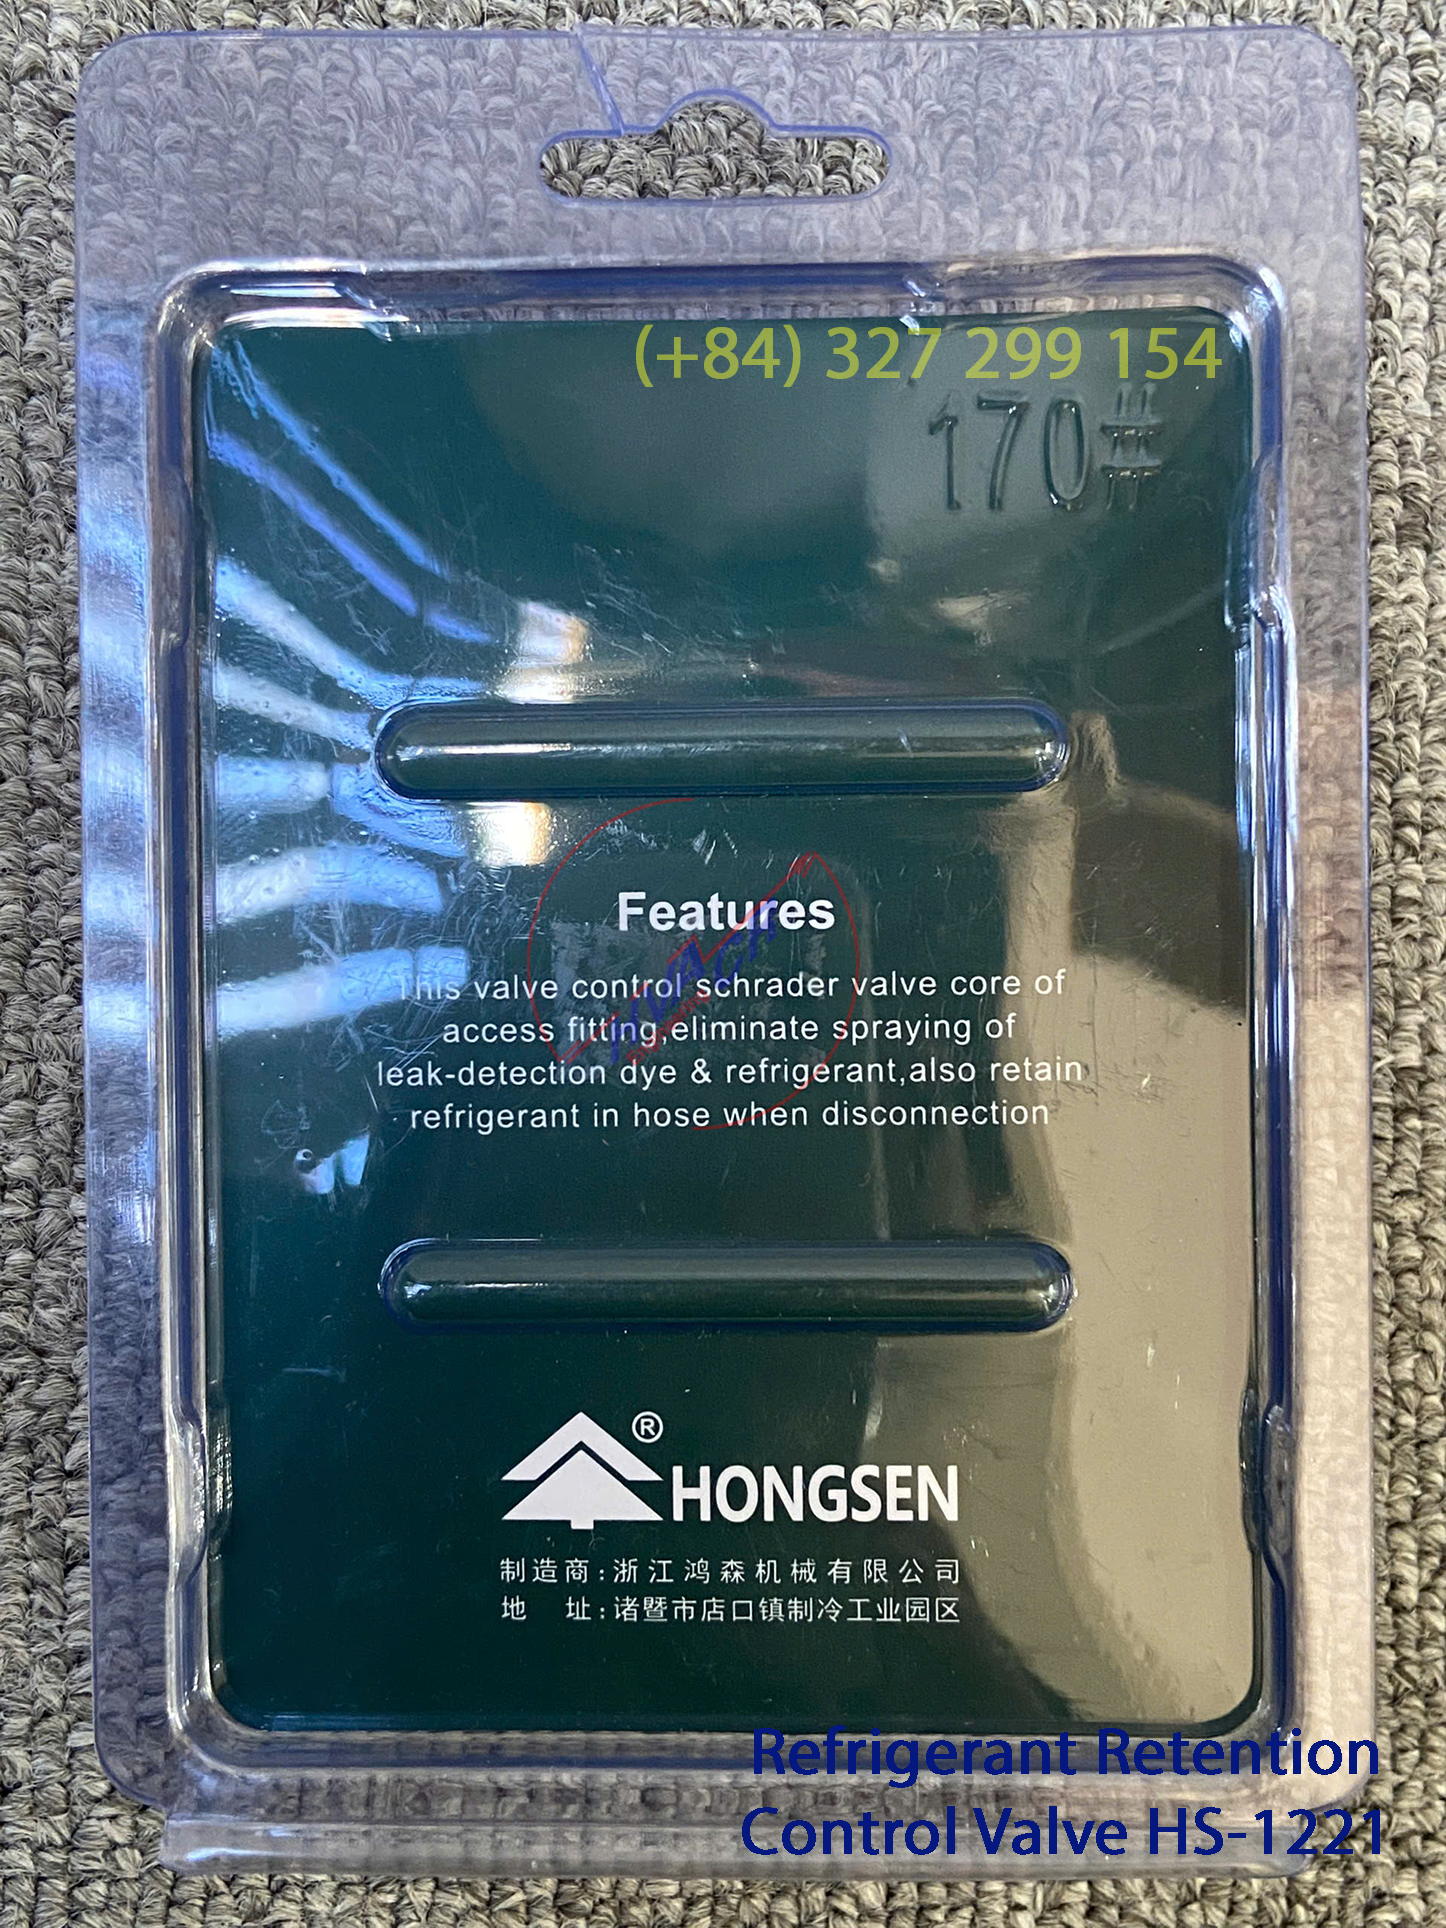 (+84) 327 299 154
170#
Features
This valve control schrader valve core of
access fitting,eliminate spraying of
leak-detection dye & refrigerant,also retain
refrigerant in hose when disconnection
®
HONGSEN
制造商:浙江鸿森机械有限公司
地 址:诸暨市店口镇制冷工业园区
Refrigerant Retention
Control Valve HS-1221